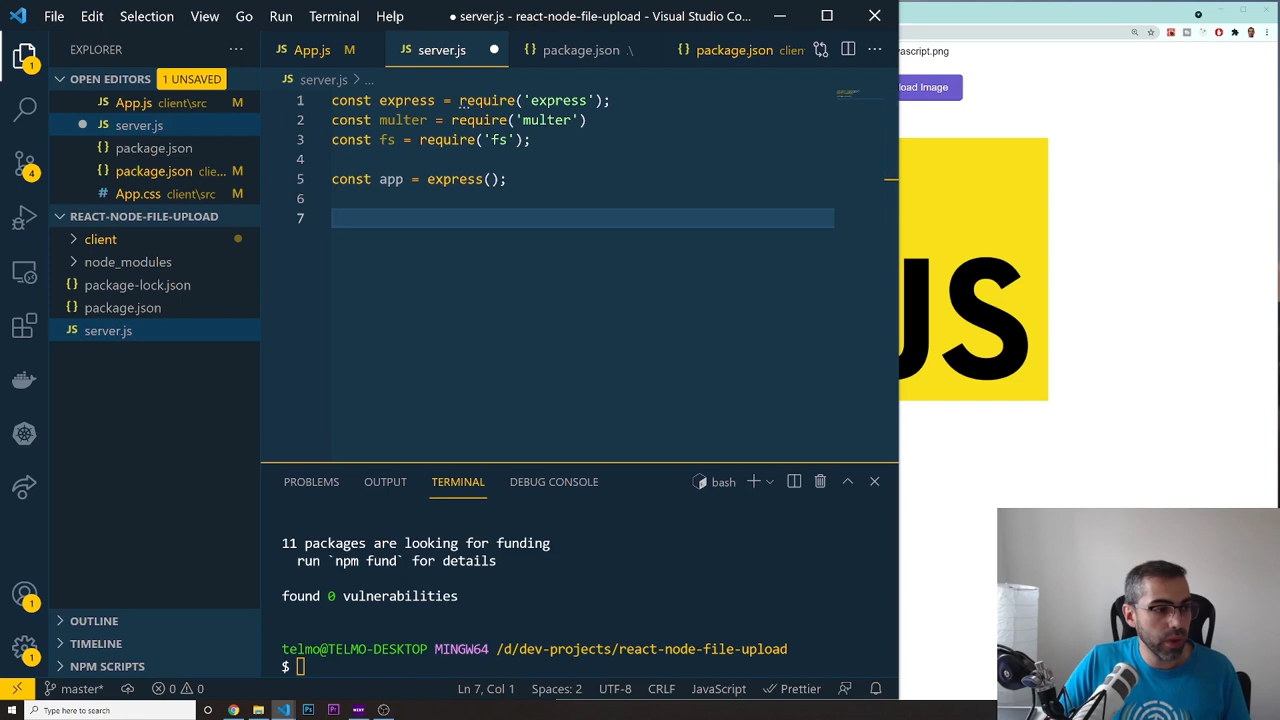 File Edit Selection View Go Run Terminal Help ● server.js - react-node-file-upload - Visual Studio Co...
EXPLORER
OPEN EDITORS 1 UNSAVED
App.js client\src M
server.js
package.json
package.json clie... M
App.css client\src M
REACT-NODE-FILE-UPLOAD
client
node_modules
package-lock.json
package.json
server.js
OUTLINE
TIMELINE
NPM SCRIPTS
App.js M server.js package.json .\ package.json client
server.js > ...
1 const express = require('express');
2 const multer = require('multer')
3 const fs = require('fs');
4
5 const app = express();
6
7
PROBLEMS OUTPUT TERMINAL DEBUG CONSOLE bash
11 packages are looking for funding
run `npm fund` for details
found 0 vulnerabilities
telmo@TELMO-DESKTOP MINGW64 /d/dev-projects/react-node-file-upload
$
vascript.png
load Image
JS
master* 0 0 Ln 7, Col 1 Spaces: 2 UTF-8 CRLF JavaScript Prettier
Type here to search